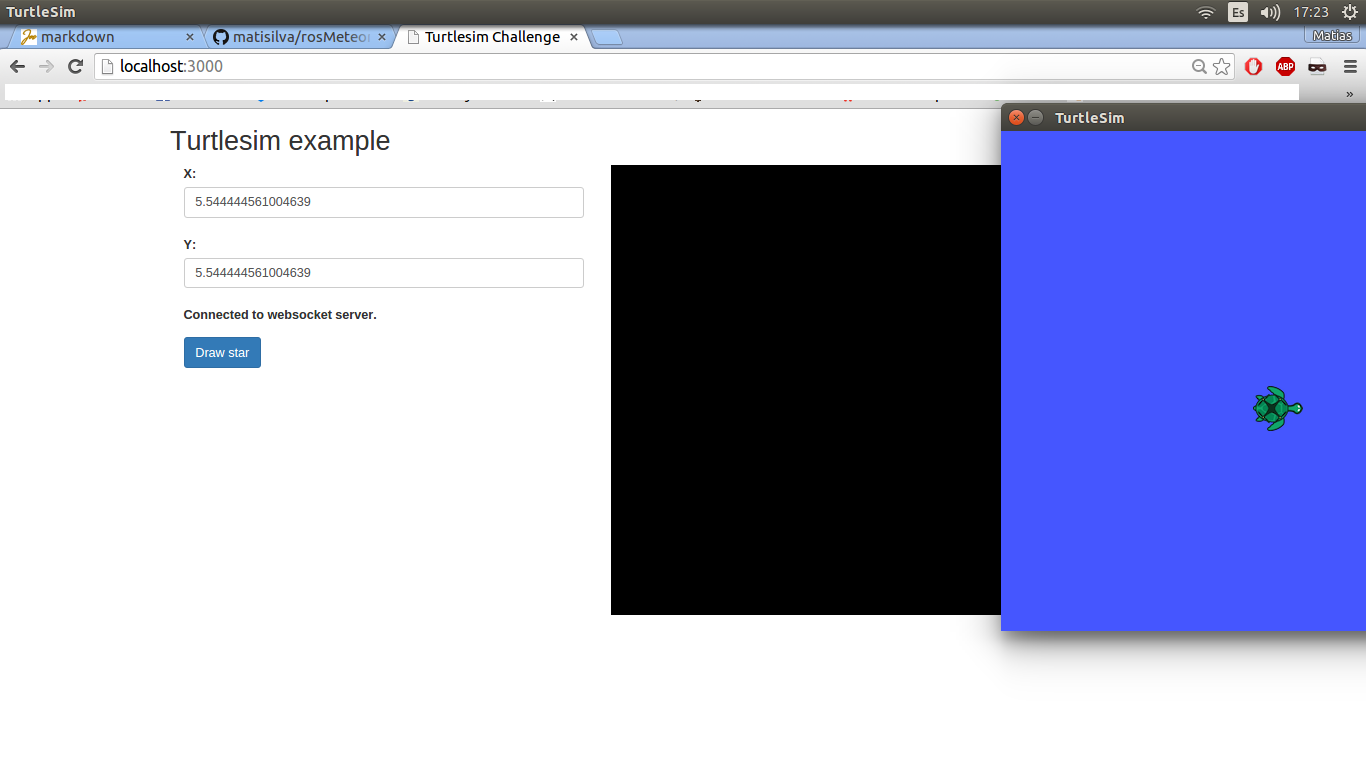 TurtleSim
Es
17:23
markdown
matisilva/rosMeteor
Turtlesim Challenge
Matias
localhost:3000
ABP
»
TurtleSim
Turtlesim example
X:
5.544444561004639
Y:
5.544444561004639
Connected to websocket server.
Draw star